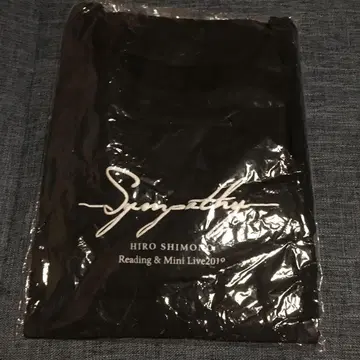 Sympathy
HIRO SHIMONO
Reading & Mini Live2019